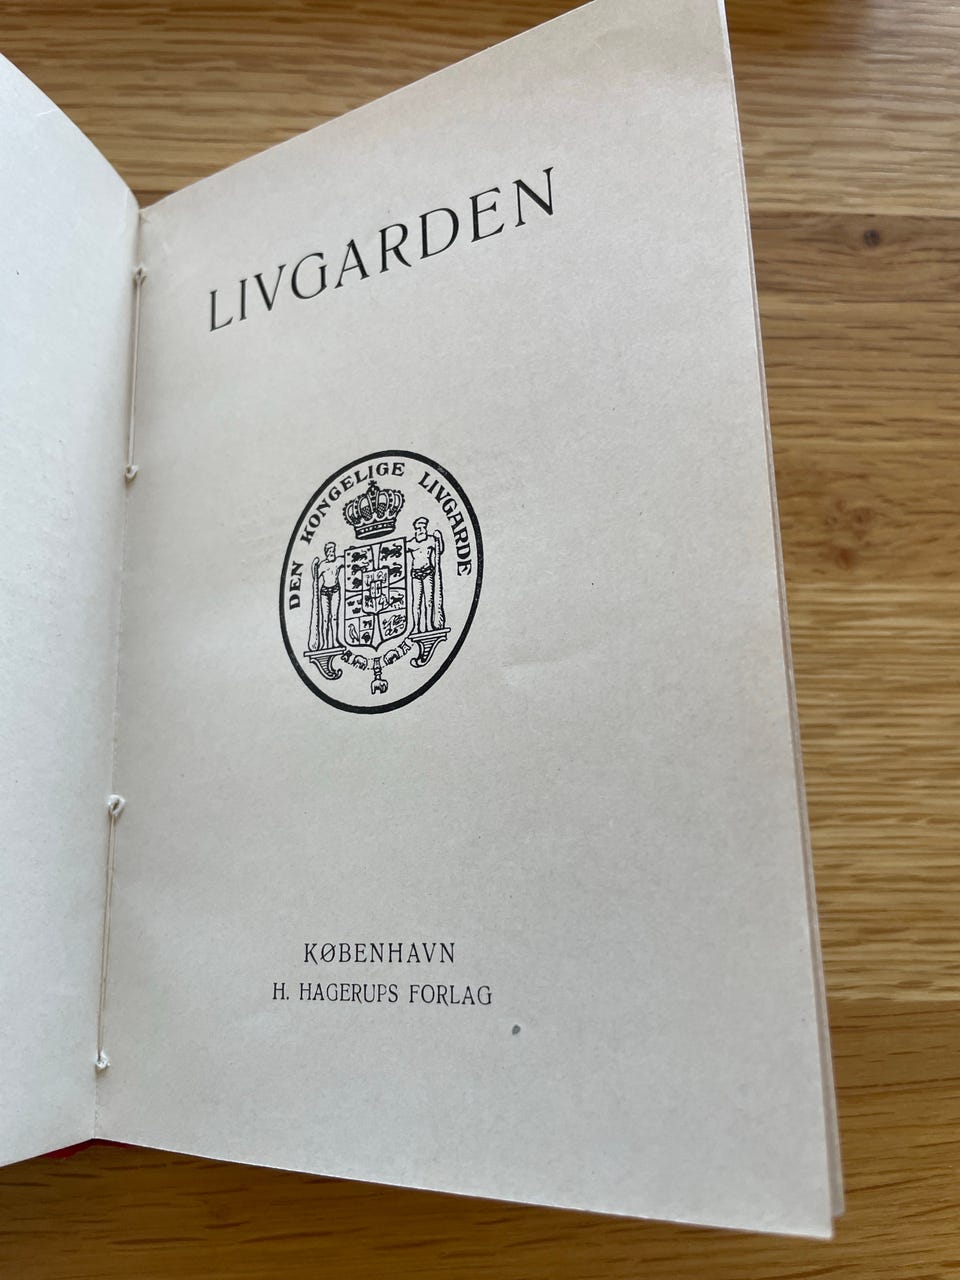 LIVGARDEN
DEN KONGELIGE LIVGARDE
KØBENHAVN
H. HAGERUPS FORLAG